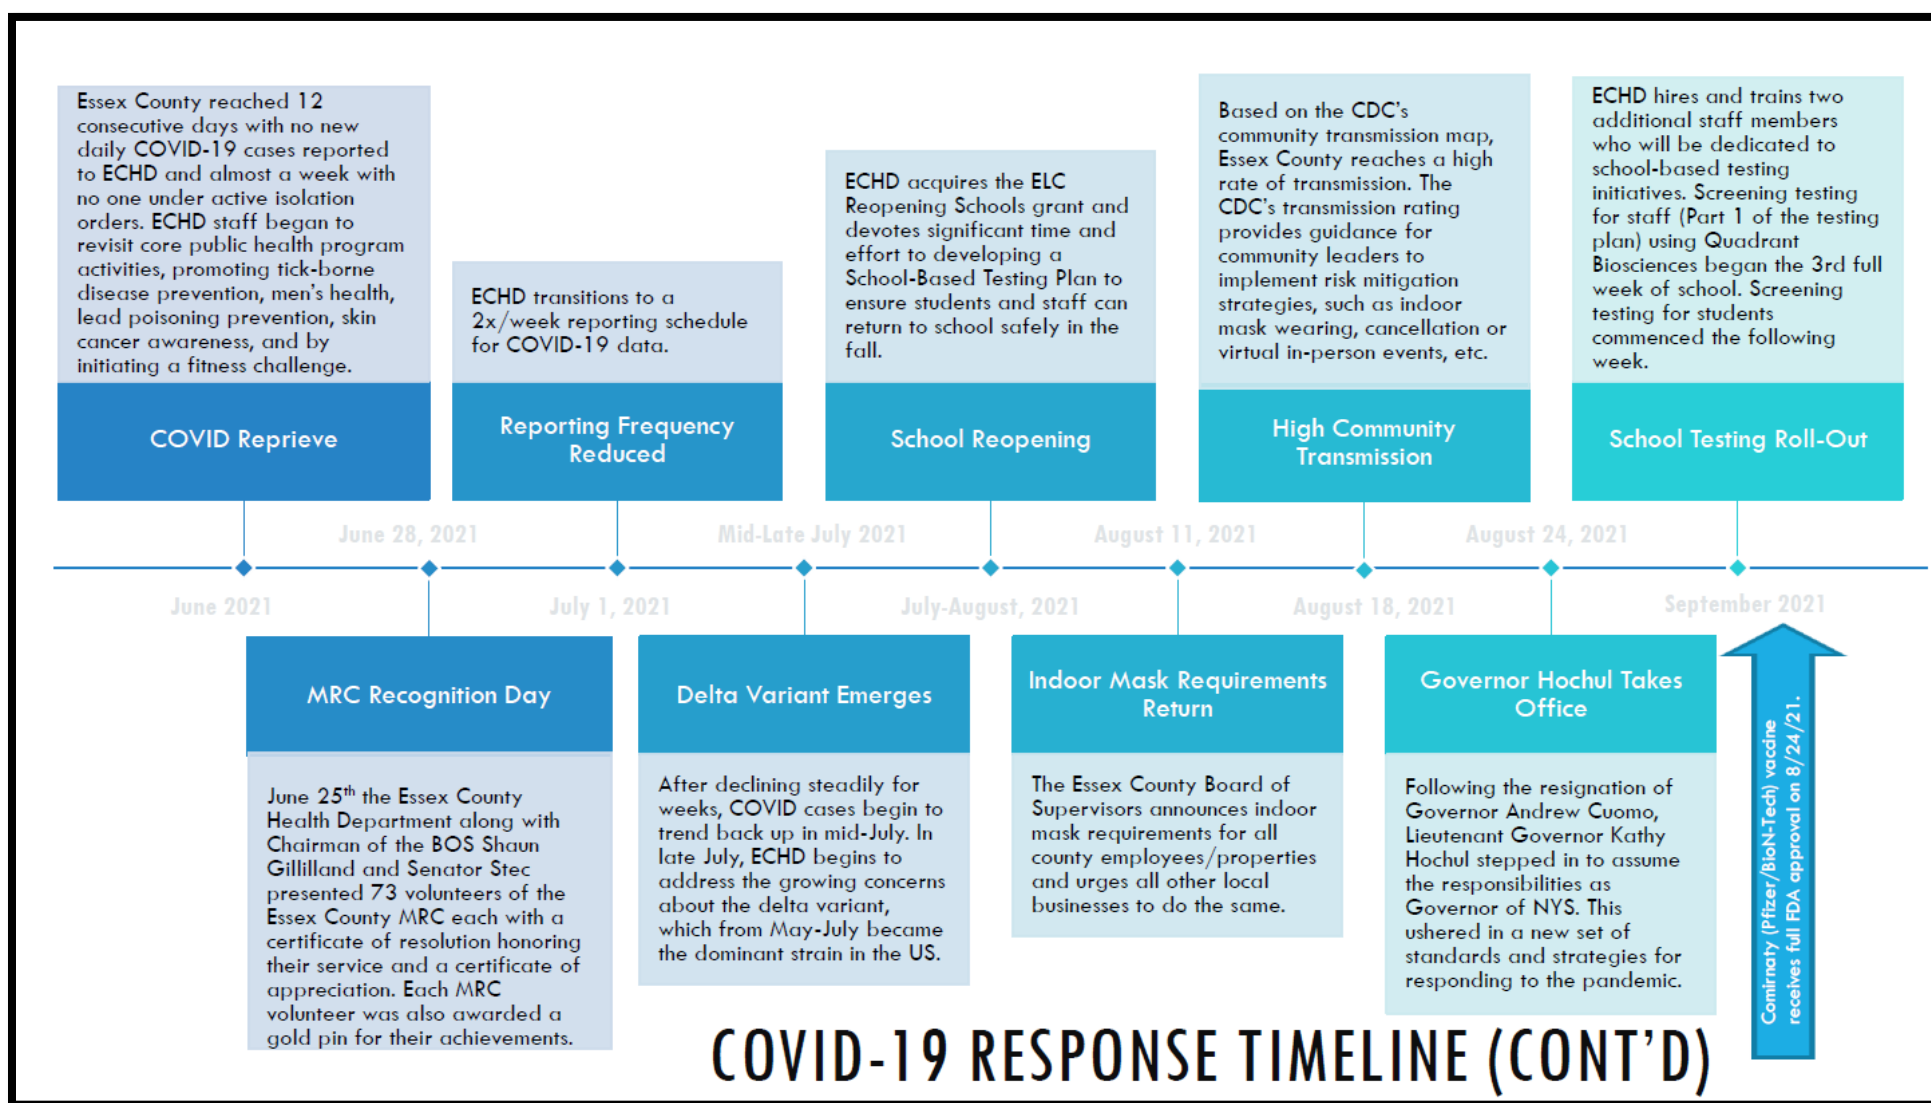 Essex County reached 12
consecutive days with no new
daily COVID-19 cases reported
to ECHD and almost a week with
no one under active isolation
orders. ECHD staff began to
revisit core public health program
activities, promoting tick-borne
disease prevention, men's health,
lead poisoning prevention, skin
cancer awareness, and by
initiating a fitness challenge.
COVID Reprieve
ECHD transitions to a
2x/week reporting schedule
for COVID-19 data.
Reporting Frequency
Reduced
ECHD acquires the ELC
Reopening Schools grant and
devotes significant time and
effort to developing a
School-Based Testing Plan to
ensure students and staff can
return to school safely in the
fall.
School Reopening
Based on the CDC's
community transmission map,
Essex County reaches a high
rate of transmission. The
CDC's transmission rating
provides guidance for
community leaders to
implement risk mitigation
strategies, such as indoor
mask wearing, cancellation or
virtual in-person events, etc.
High Community
Transmission
ECHD hires and trains two
additional staff members
who will be dedicated to
school-based testing
initiatives. Screening testing
for staff (Part 1 of the testing
plan) using Quadrant
Biosciences began the 3rd full
week of school. Screening
testing for students
commenced the following
week.
School Testing Roll-Out
June 28, 2021
Mid-Late July 2021
August 11, 2021
August 24, 2021
June 2021
July 1, 2021
July-August, 2021
August 18, 2021
September 2021
MRC Recognition Day
June 25th the Essex County
Health Department along with
Chairman of the BOS Shaun
Gillilland and Senator Stec
presented 73 volunteers of the
Essex County MRC each with a
certificate of resolution honoring
their service and a certificate of
appreciation. Each MRC
volunteer was also awarded a
gold pin for their achievements.
Delta Variant Emerges
After declining steadily for
weeks, COVID cases begin to
trend back up in mid-July. In
late July, ECHD begins to
address the growing concerns
about the delta variant,
which from May-July became
the dominant strain in the US.
Indoor Mask Requirements
Return
The Essex County Board of
Supervisors announces indoor
mask requirements for all
county employees/properties
and urges all other local
businesses to do the same.
Governor Hochul Takes
Office
Following the resignation of
Governor Andrew Cuomo,
Lieutenant Governor Kathy
Hochul stepped in to assume
the responsibilities as
Governor of NYS. This
ushered in a new set of
standards and strategies for
responding to the pandemic.
Comirnaty (Pfizer/BioN-Tech) vaccine
receives full FDA approval on 8/24/21.
COVID-19 RESPONSE TIMELINE (CONT'D)